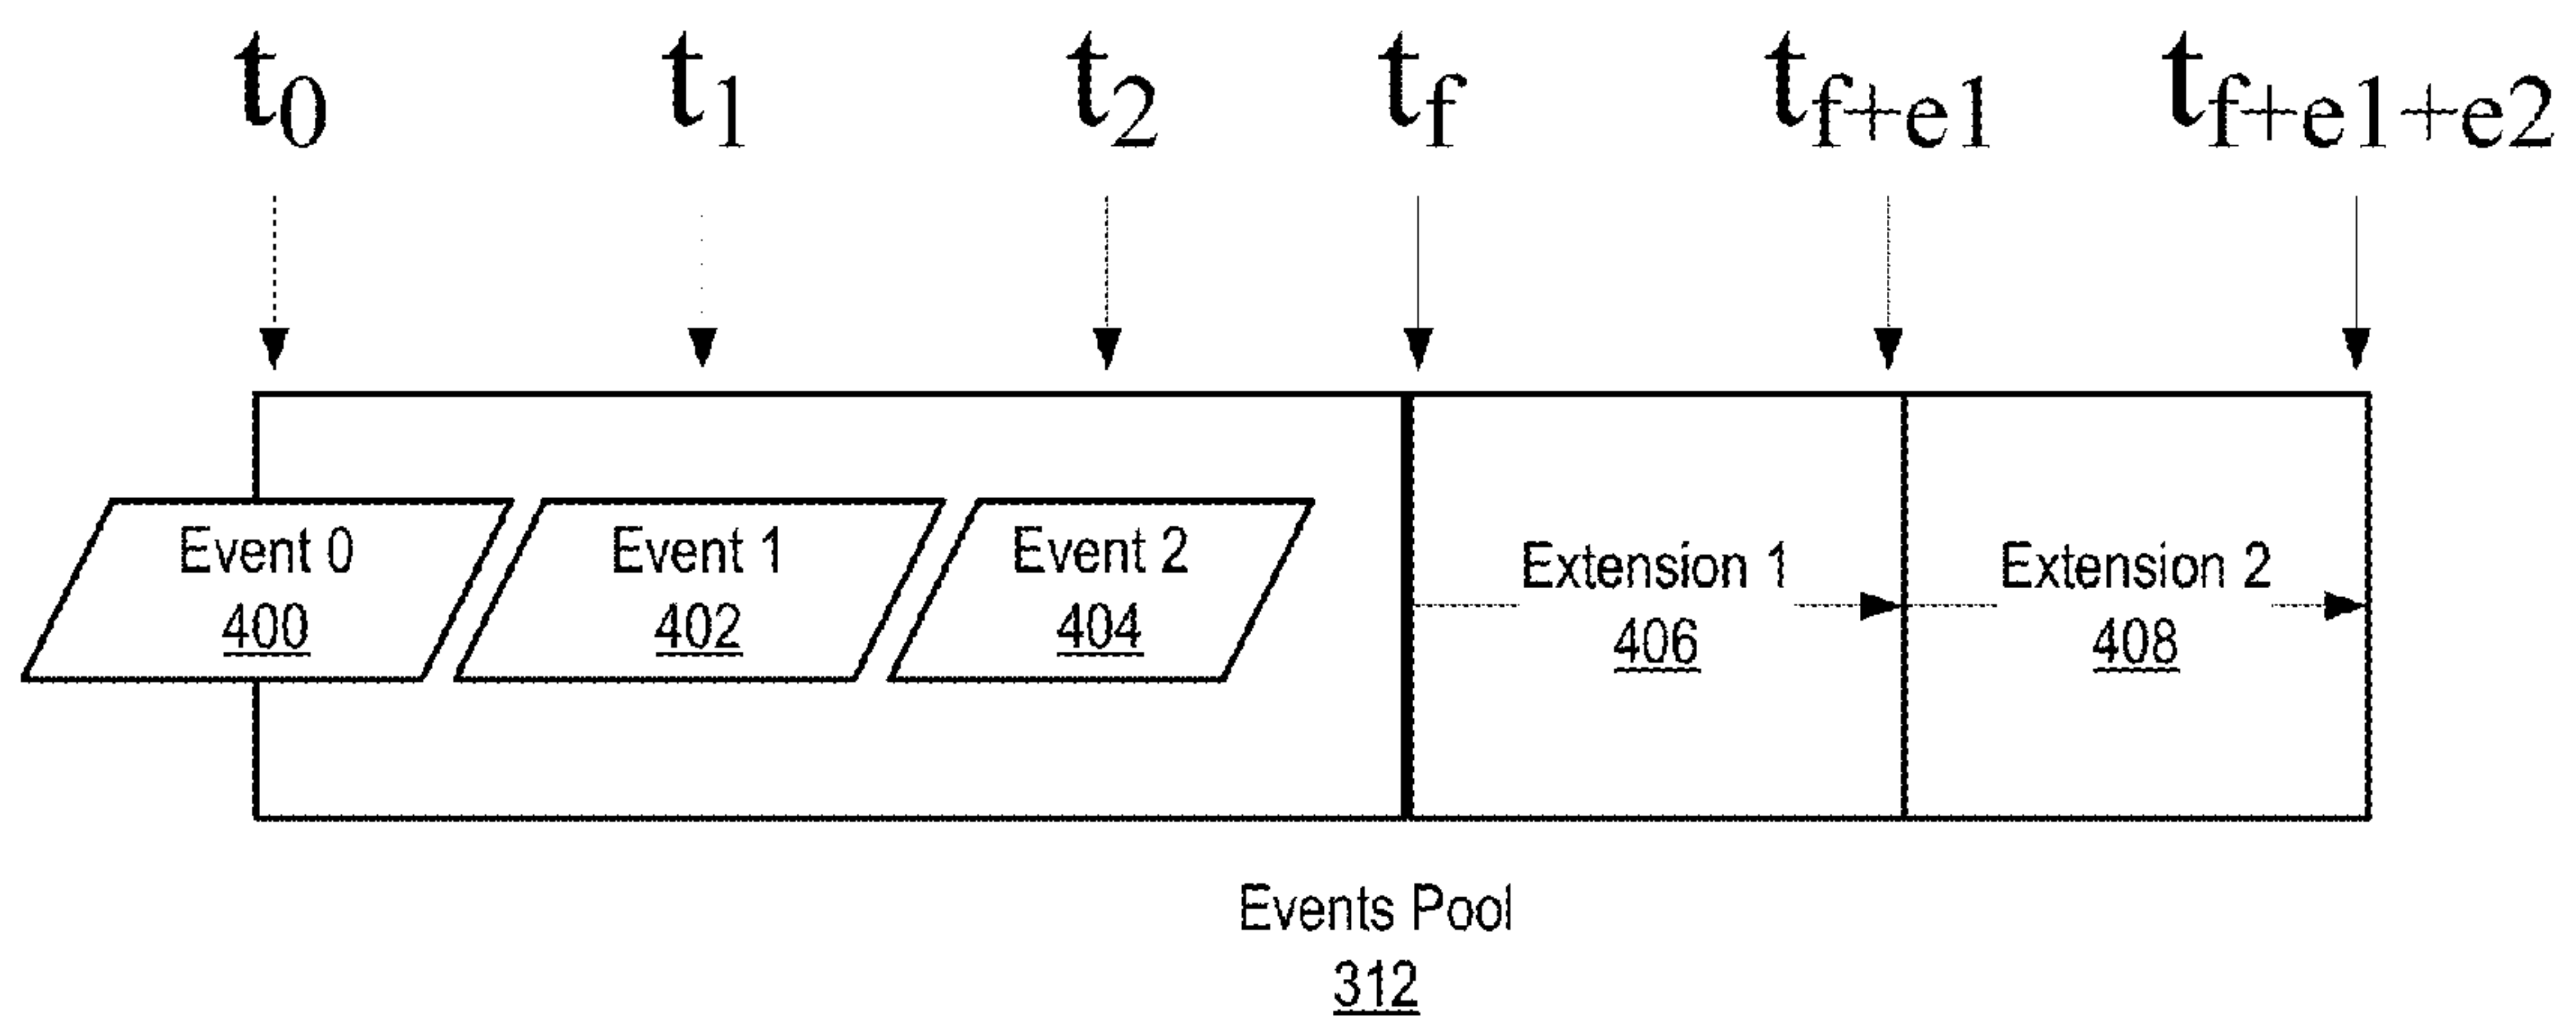 t0 t1 t2 tf tf+e1 tf+e1+e2
Event 0
400
Event 1
402
Event 2
404
Extension 1
406
Extension 2
408
Events Pool
312